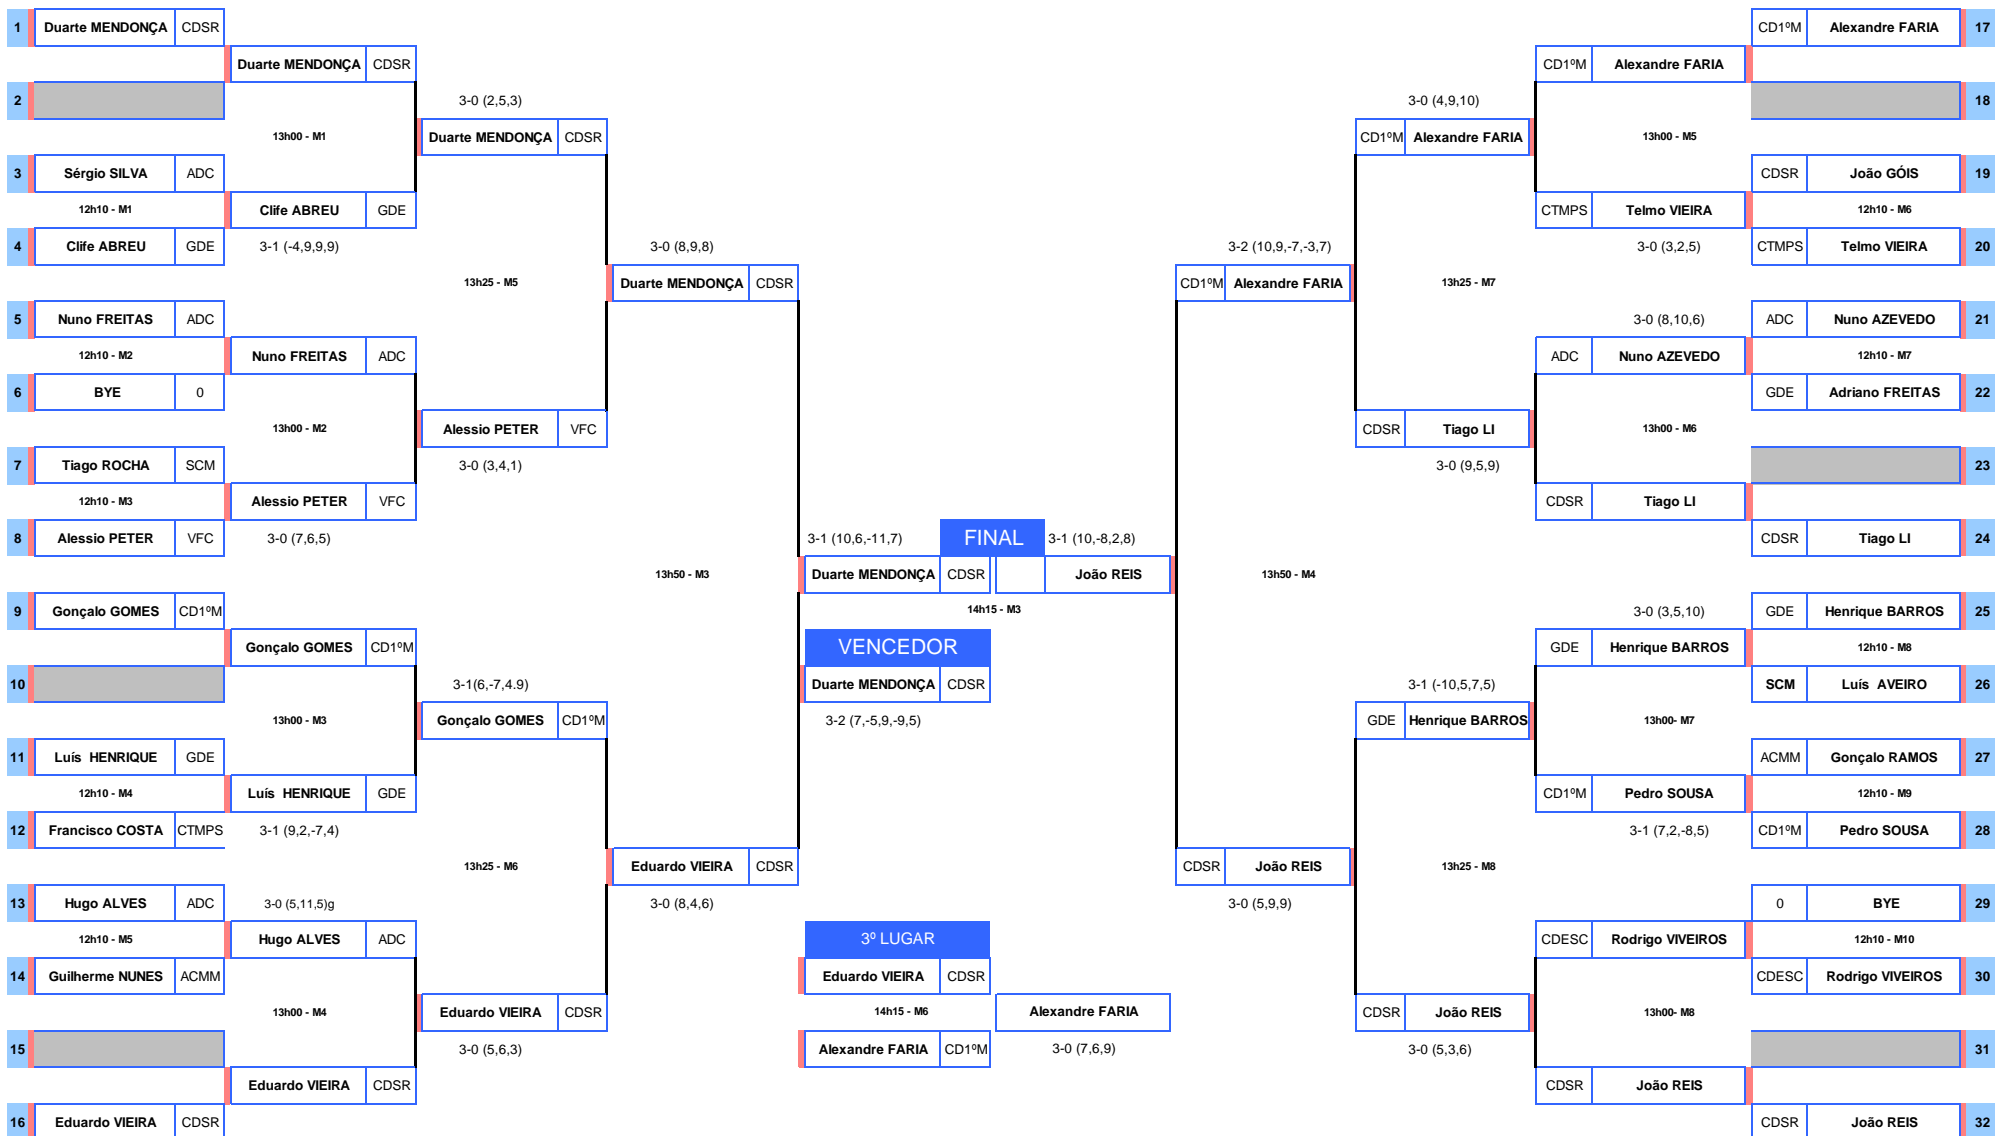 1 Duarte MENDONÇA CDSR CD1ºM Alexandre FARIA 17
Duarte MENDONÇA CDSR CD1ºM Alexandre FARIA
2 3-0 (2,5,3) 3-0 (4,9,10) 18
13h00 - M1 Duarte MENDONÇA CDSR CD1ºM Alexandre FARIA 13h00 - M5
3 Sérgio SILVA ADC CDSR João GÓIS 19
12h10 - M1 Clife ABREU GDE CTMPS Telmo VIEIRA 12h10 - M6
4 Clife ABREU GDE 3-1 (-4,9,9,9) 3-0 (8,9,8) 3-2 (10,9,-7,-3,7) 3-0 (3,2,5) CTMPS Telmo VIEIRA 20
13h25 - M5 Duarte MENDONÇA CDSR CD1ºM Alexandre FARIA 13h25 - M7
5 Nuno FREITAS ADC 3-0 (8,10,6) ADC Nuno AZEVEDO 21
12h10 - M2 Nuno FREITAS ADC ADC Nuno AZEVEDO 12h10 - M7
6 BYE 0 GDE Adriano FREITAS 22
13h00 - M2 Alessio PETER VFC CDSR Tiago LI 13h00 - M6
7 Tiago ROCHA SCM 3-0 (3,4,1) 3-0 (9,5,9) 23
12h10 - M3 Alessio PETER VFC CDSR Tiago LI
8 Alessio PETER VFC 3-0 (7,6,5) 3-1 (10,6,-11,7) FINAL 3-1 (10,-8,2,8) CDSR Tiago LI 24
13h50 - M3 Duarte MENDONÇA CDSR João REIS 13h50 - M4
9 Gonçalo GOMES CD1ºM 14h15 - M3 3-0 (3,5,10) GDE Henrique BARROS 25
Gonçalo GOMES CD1ºM VENCEDOR GDE Henrique BARROS 12h10 - M8
10 3-1(6,-7,4.9) Duarte MENDONÇA CDSR 3-1 (-10,5,7,5) SCM Luís AVEIRO 26
13h00 - M3 Gonçalo GOMES CD1ºM 3-2 (7,-5,9,-9,5) GDE Henrique BARROS 13h00- M7
11 Luís HENRIQUE GDE ACMM Gonçalo RAMOS 27
12h10 - M4 Luís HENRIQUE GDE CD1ºM Pedro SOUSA 12h10 - M9
12 Francisco COSTA CTMPS 3-1 (9,2,-7,4) 3-1 (7,2,-8,5) CD1ºM Pedro SOUSA 28
13h25 - M6 Eduardo VIEIRA CDSR CDSR João REIS 13h25 - M8
13 Hugo ALVES ADC 3-0 (5,11,5)g 3-0 (8,4,6) 3-0 (5,9,9) 0 BYE 29
12h10 - M5 Hugo ALVES ADC 3º LUGAR CDESC Rodrigo VIVEIROS 12h10 - M10
14 Guilherme NUNES ACMM Eduardo VIEIRA CDSR CDESC Rodrigo VIVEIROS 30
13h00 - M4 Eduardo VIEIRA CDSR 14h15 - M6 Alexandre FARIA CDSR João REIS 13h00- M8
15 3-0 (5,6,3) Alexandre FARIA CD1ºM 3-0 (7,6,9) 3-0 (5,3,6) 31
Eduardo VIEIRA CDSR CDSR João REIS
16 Eduardo VIEIRA CDSR CDSR João REIS 32